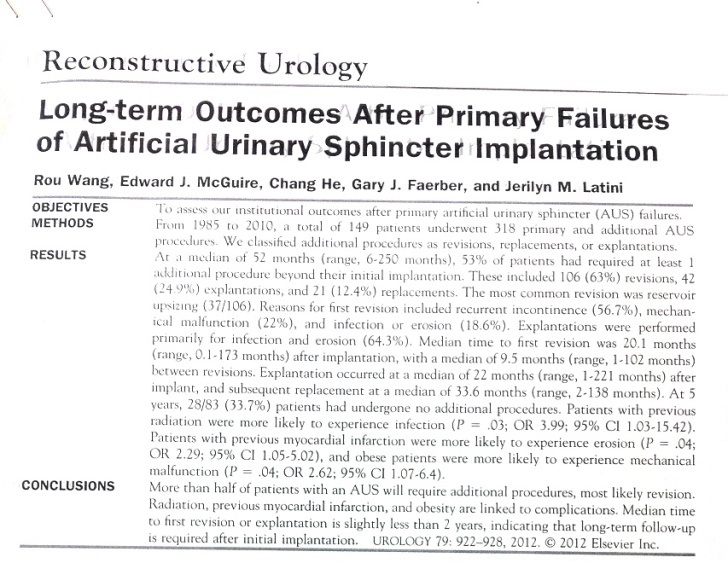 Reconstructive Urology
Long-term Outcomes After Primary Failures
of Artificial Urinary Sphincter Implantation
Rou Wang, Edward J. McGuire, Chang He, Gary J. Faerber, and Jerilyn M. Latini
OBJECTIVES To assess our institutional outcomes after primary artificial urinary sphincter (AUS) failures.
METHODS From 1985 to 2010, a total of 149 patients underwent 318 primary and additional AUS
procedures. We classified additional procedures as revisions, replacements, or explantations.
RESULTS At a median of 52 months (range, 6-250 months), 53% of patients had required at least 1
additional procedure beyond their initial implantation. These included 106 (63%) revisions, 42
(24.9%) explantations, and 21 (12.4%) replacements. The most common revision was reservoir
upsizing (37/106). Reasons for first revision included recurrent incontinence (56.7%), mechan-
ical malfunction (22%), and infection or erosion (18.6%). Explantations were performed
primarily for infection and erosion (64.3%). Median time to first revision was 20.1 months
(range, 0.1-173 months) after implantation, with a median of 9.5 months (range, 1-102 months)
between revisions. Explantation occurred at a median of 22 months (range, 1-221 months) after
implant, and subsequent replacement at a median of 33.6 months (range, 2-138 months). At 5
years, 28/83 (33.7%) patients had undergone no additional procedures. Patients with previous
radiation were more likely to experience infection (P = .03; OR 3.99; 95% CI 1.03-15.42).
Patients with previous myocardial infarction were more likely to experience erosion (P = .04;
OR 2.29; 95% CI 1.05-5.02), and obese patients were more likely to experience mechanical
malfunction (P = .04; OR 2.62; 95% CI 1.07-6.4).
CONCLUSIONS More than half of patients with an AUS will require additional procedures, most likely revision.
Radiation, previous myocardial infarction, and obesity are linked to complications. Median time
to first revision or explantation is slightly less than 2 years, indicating that long-term follow-up
is required after initial implantation. UROLOGY 79: 922–928, 2012. © 2012 Elsevier Inc.